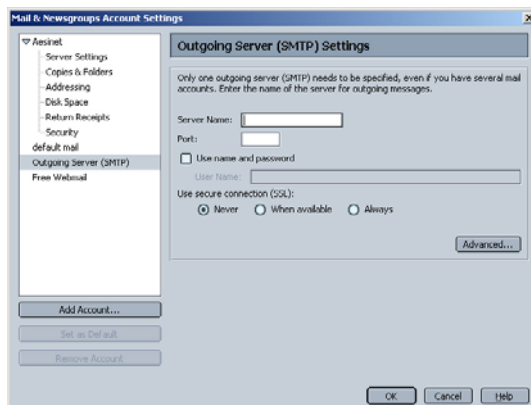 Mail & Newsgroups Account Settings
Aesinet
Server Settings
Copies & Folders
Addressing
Disk Space
Return Receipts
Security
default mail
Outgoing Server (SMTP)
Free Webmail
Add Account...
Set as Default
Remove Account
Outgoing Server (SMTP) Settings
Only one outgoing server (SMTP) needs to be specified, even if you have several mail
accounts. Enter the name of the server for outgoing messages.
Server Name:
Port:
Use name and password
User Name:
Use secure connection (SSL):
Never When available Always
Advanced...
OK Cancel Help